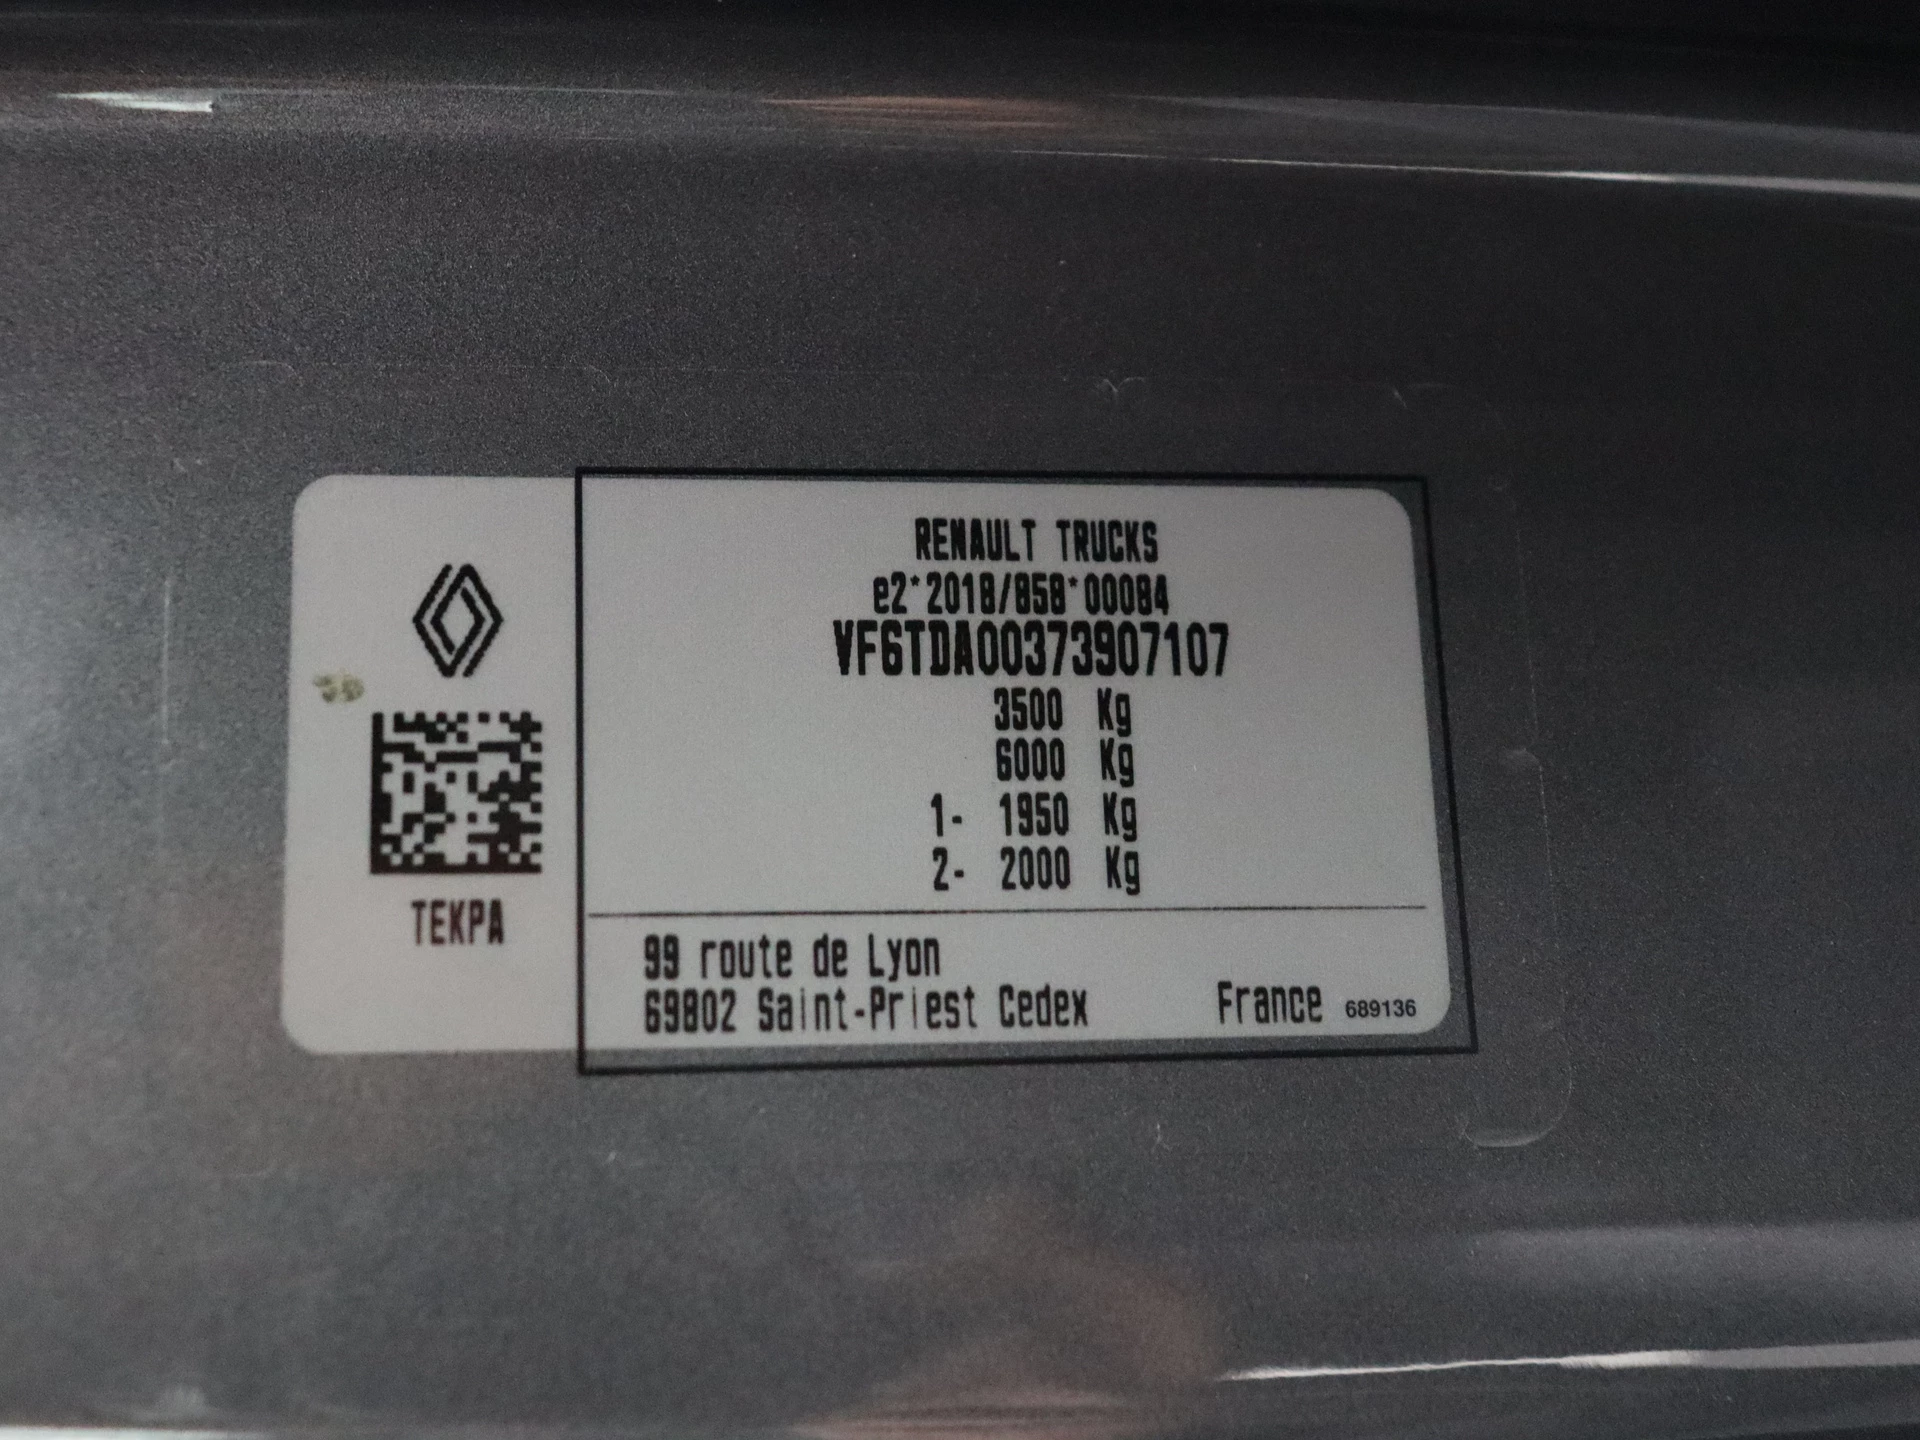 RENAULT TRUCKS
e2*2018/858*00084
VF6TDA00373907107
3500 Kg
6000 Kg
1- 1950 Kg
2- 2000 Kg
TEKPA
99 route de Lyon
69802 Saint-Priest Cedex France 689136